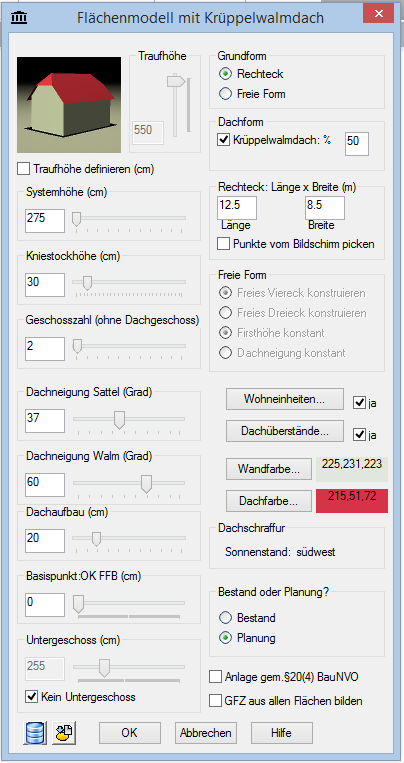 Flächenmodell mit Krüppelwalmdach
Traufhöhe
550
Traufhöhe definieren (cm)
Systemhöhe (cm)
275
Kniestockhöhe (cm)
30
Geschosszahl (ohne Dachgeschoss)
2
Dachneigung Sattel (Grad)
37
Dachneigung Walm (Grad)
60
Dachaufbau (cm)
20
Basispunkt:OK FFB (cm)
0
Untergeschoss (cm)
255
Kein Untergeschoss
Grundform
Rechteck
Freie Form
Dachform
Krüppelwalmdach: % 50
Rechteck: Länge x Breite (m)
12.5 8.5
Länge Breite
Punkte vom Bildschim picken
Freie Form
Freies Viereck konstruieren
Freies Dreieck konstruieren
Firsthöhe konstant
Dachneigung konstant
Wohneinheiten... ja
Dachüberstände... ja
Wandfarbe... 225,231,223
Dachfarbe... 215,51,72
Dachschraffur
Sonnenstand: südwest
Bestand oder Planung?
Bestand
Planung
Anlage gem.§20(4) BauNVO
GFZ aus allen Flächen bilden
OK Abbrechen Hilfe